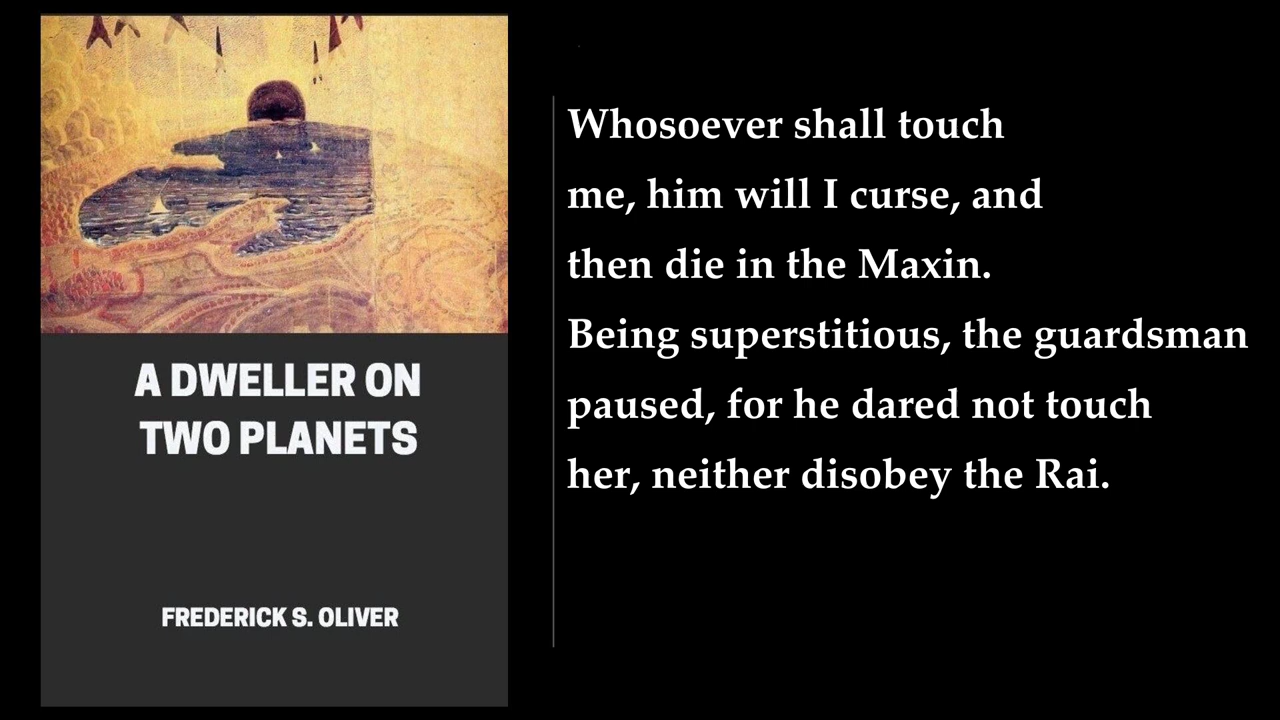 A DWELLER ON
TWO PLANETS
FREDERICK S. OLIVER
Whosoever shall touch
me, him will I curse, and
then die in the Maxin.
Being superstitious, the guardsman
paused, for he dared not touch
her, neither disobey the Rai.